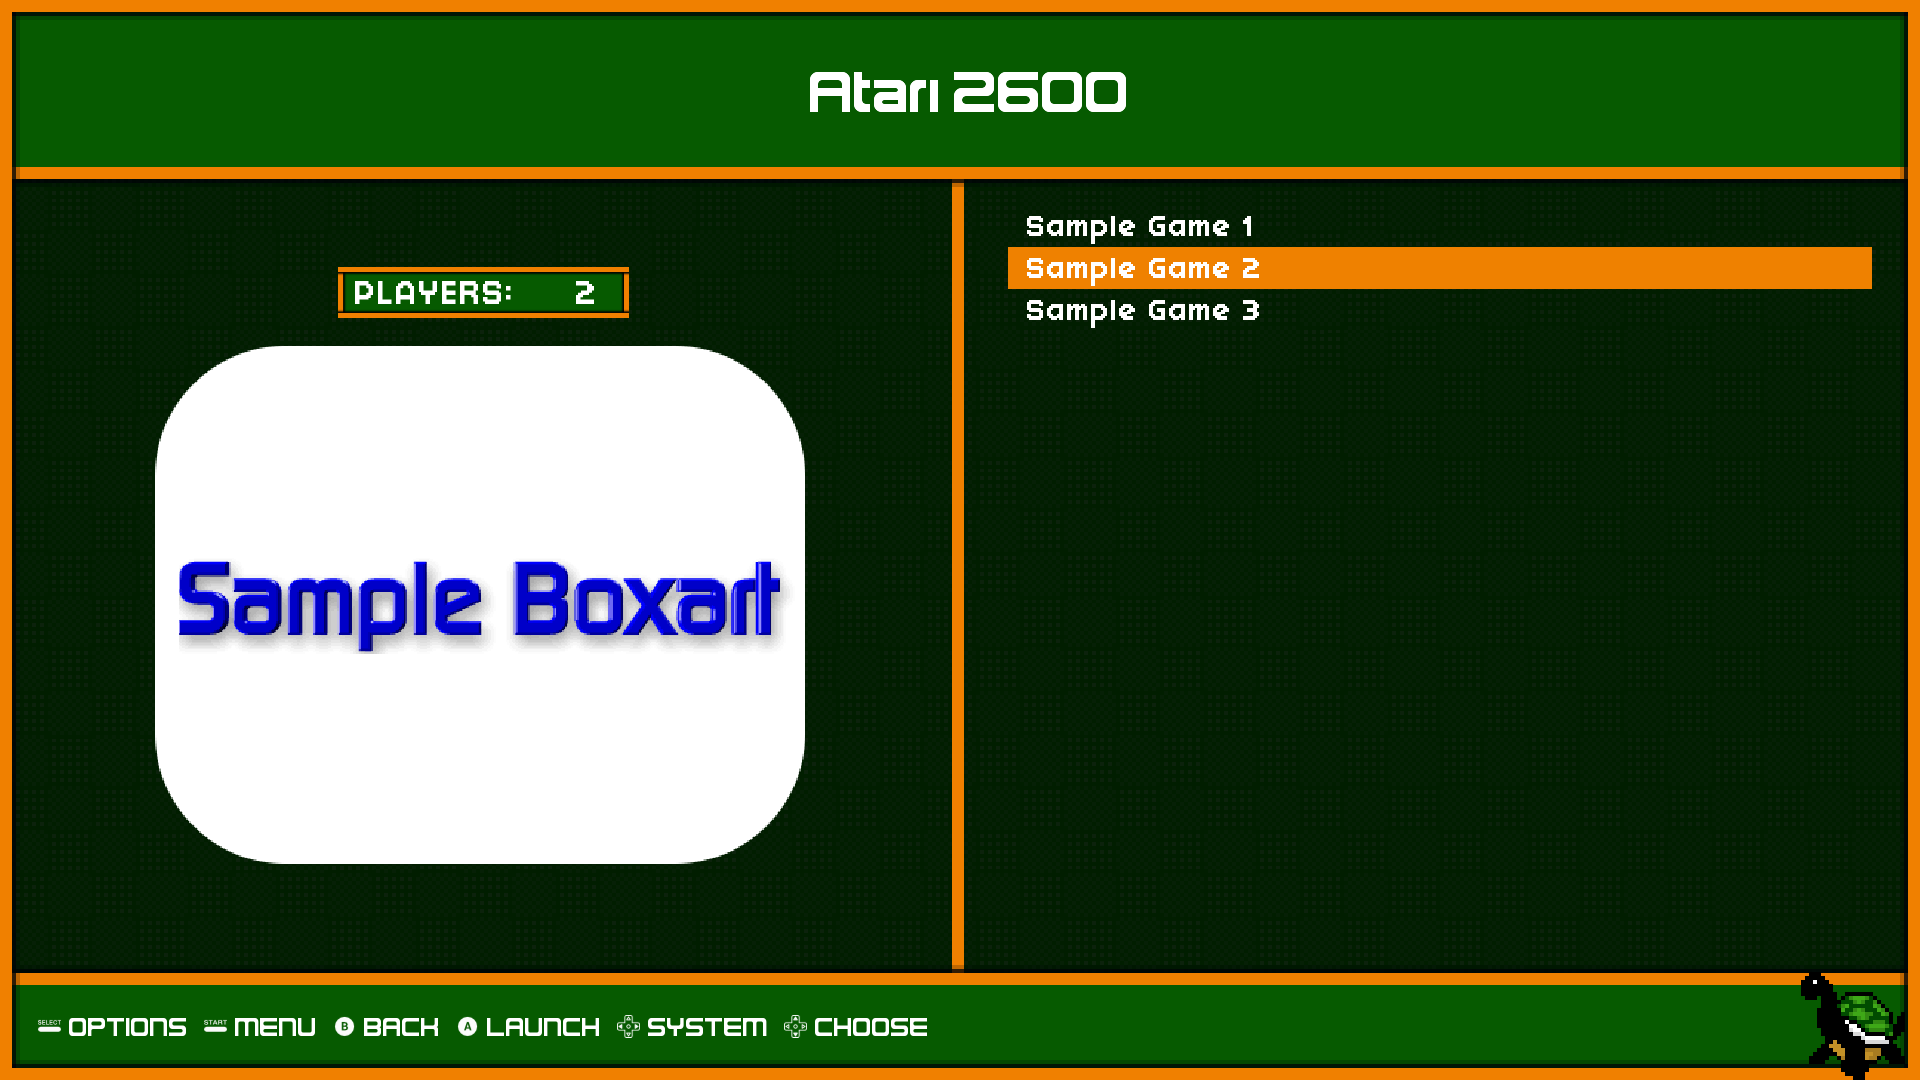 Atari 2600
PLAYERS: 2
Sample Boxart
Sample Game 1
Sample Game 2
Sample Game 3
SELECT OPTIONS START MENU B BACK A LAUNCH SYSTEM CHOOSE